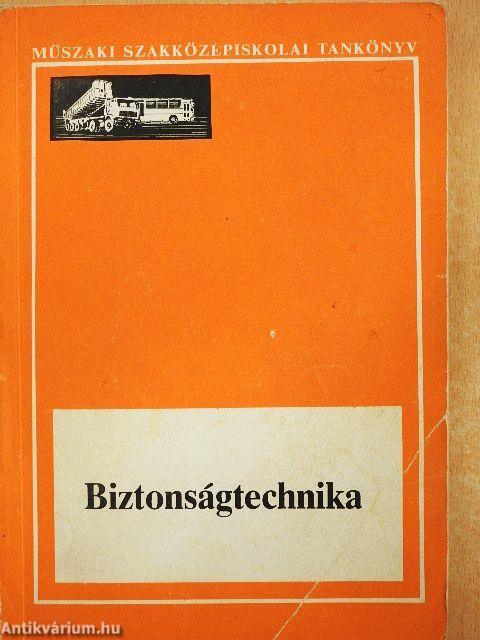 MŰSZAKI SZAKKÖZÉPISKOLAI TANKÖNYV
Biztonságtechnika
Antikvárium.hu